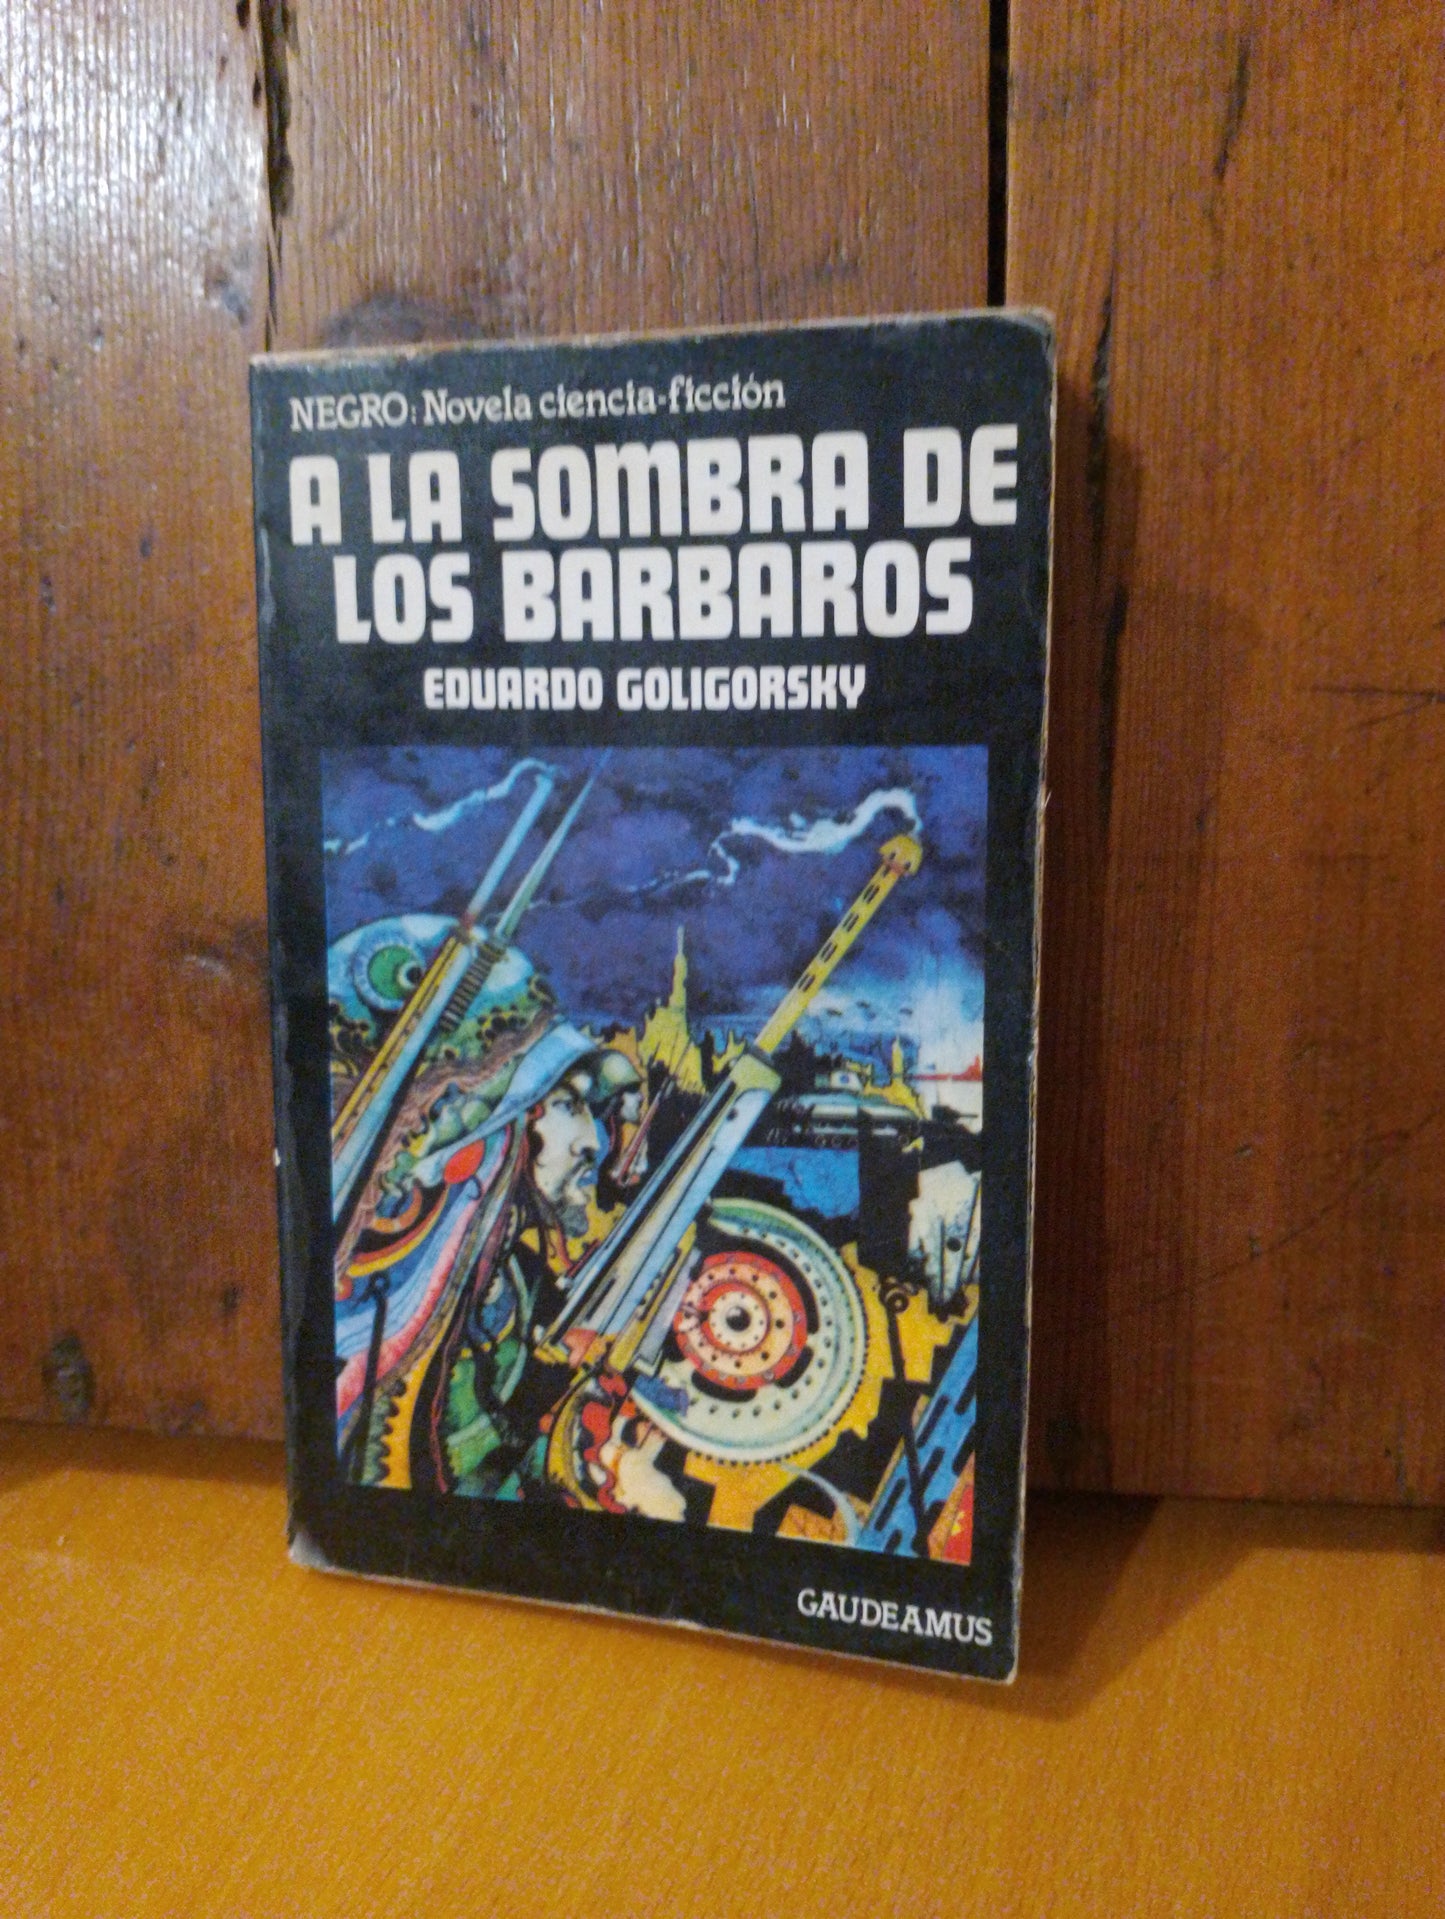 NEGRO: Novela ciencia-ficción
A LA SOMBRA DE
LOS BARBAROS
EDUARDO GOLIGORSKY
GAUDEAMUS